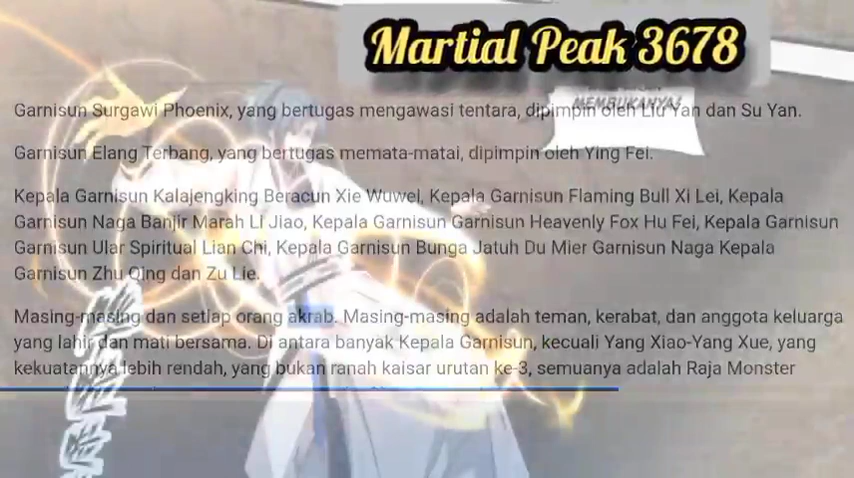 Martial Peak 3678
MEMBUKANYA!
Garnisun Surgawi Phoenix, yang bertugas mengawasi tentara, dipimpin oleh Liu Yan dan Su Yan.
Garnisun Elang Terbang, yang bertugas memata-matai, dipimpin oleh Ying Fei.
Kepala Garnisun Kalajengking Beracun Xie Wuwei, Kepala Garnisun Flaming Bull Xi Lei, Kepala
Garnisun Naga Banjir Marah Li Jiao, Kepala Garnisun Garnisun Heavenly Fox Hu Fei, Kepala Garnisun
Garnisun Ular Spiritual Lian Chi, Kepala Garnisun Bunga Jatuh Du Mier Garnisun Naga Kepala
Garnisun Zhu Qing dan Zu Lie.
Masing-masing dan setiap orang akrab. Masing-masing adalah teman, kerabat, dan anggota keluarga
yang lahir dan mati bersama. Di antara banyak Kepala Garnisun, kecuali Yang Xiao-Yang Xue, yang
kekuatannya lebih rendah, yang bukan ranah kaisar urutan ke-3, semuanya adalah Raja Monster